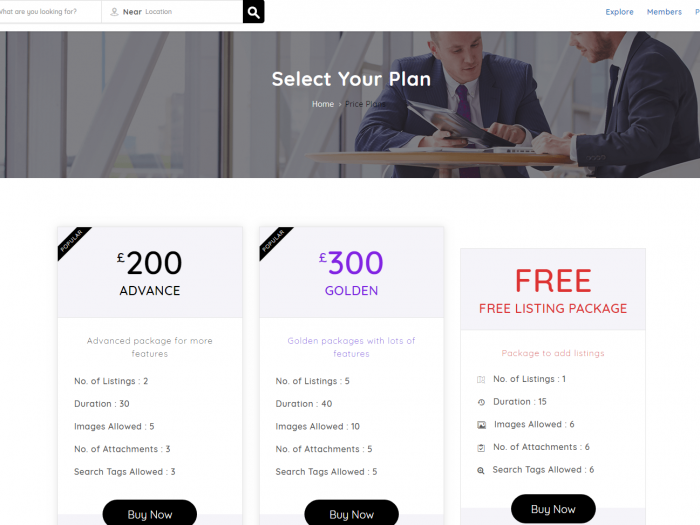 What are you looking for?
Near Location
Explore Members P
Select Your Plan
Home > Price Plans
POPULAR
£200
ADVANCE
Advanced package for more
features
No. of Listings : 2
Duration : 30
Images Allowed : 5
No. of Attachments : 3
Search Tags Allowed : 3
Buy Now
POPULAR
£300
GOLDEN
Golden packages with lots of
features
No. of Listings : 5
Duration : 40
Images Allowed : 10
No. of Attachments : 5
Search Tags Allowed : 5
Buy Now
FREE
FREE LISTING PACKAGE
Package to add listings
No. of Listings : 1
Duration : 15
Images Allowed : 6
No. of Attachments : 6
Search Tags Allowed : 6
Buy Now